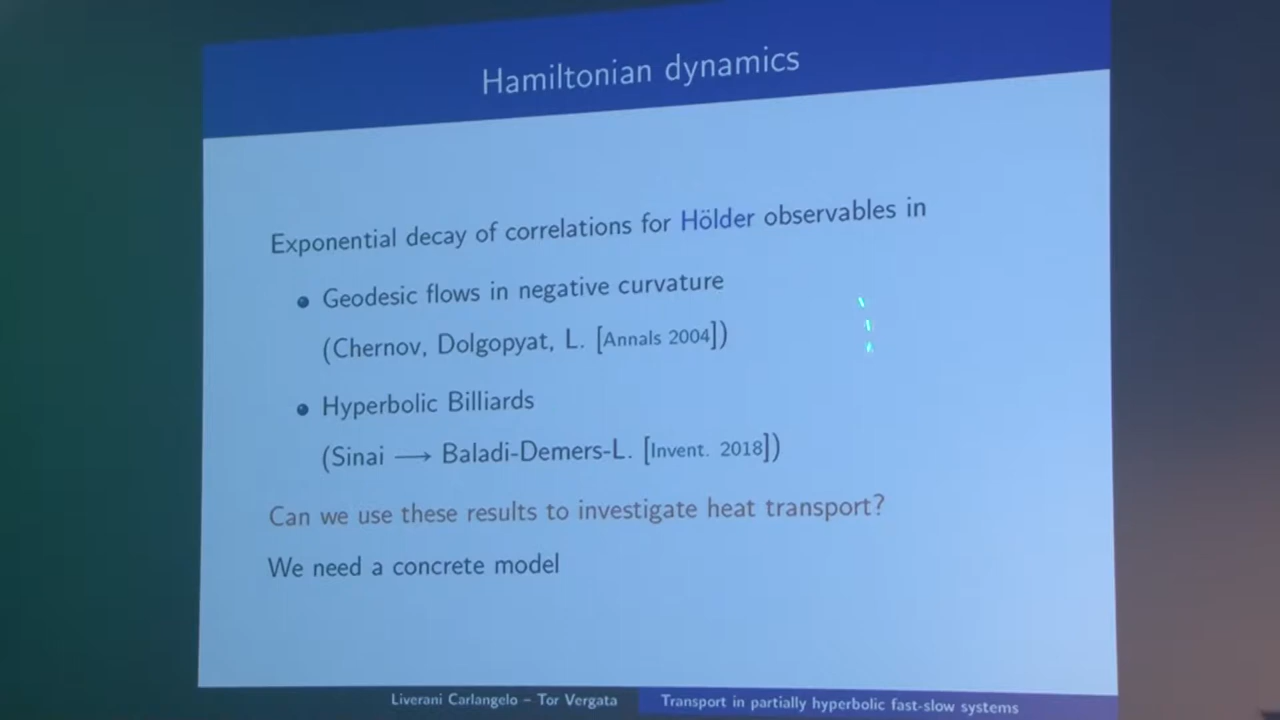 Hamiltonian dynamics
Exponential decay of correlations for Hölder observables in
Geodesic flows in negative curvature
(Chernov, Dolgopyat, L. [Annals 2004])
Hyperbolic Billiards
(Sinai ⟶ Baladi-Demers-L. [Invent. 2018])
Can we use these results to investigate heat transport?
We need a concrete model
Liverani Carlangelo – Tor Vergata
Transport in partially hyperbolic fast-slow systems